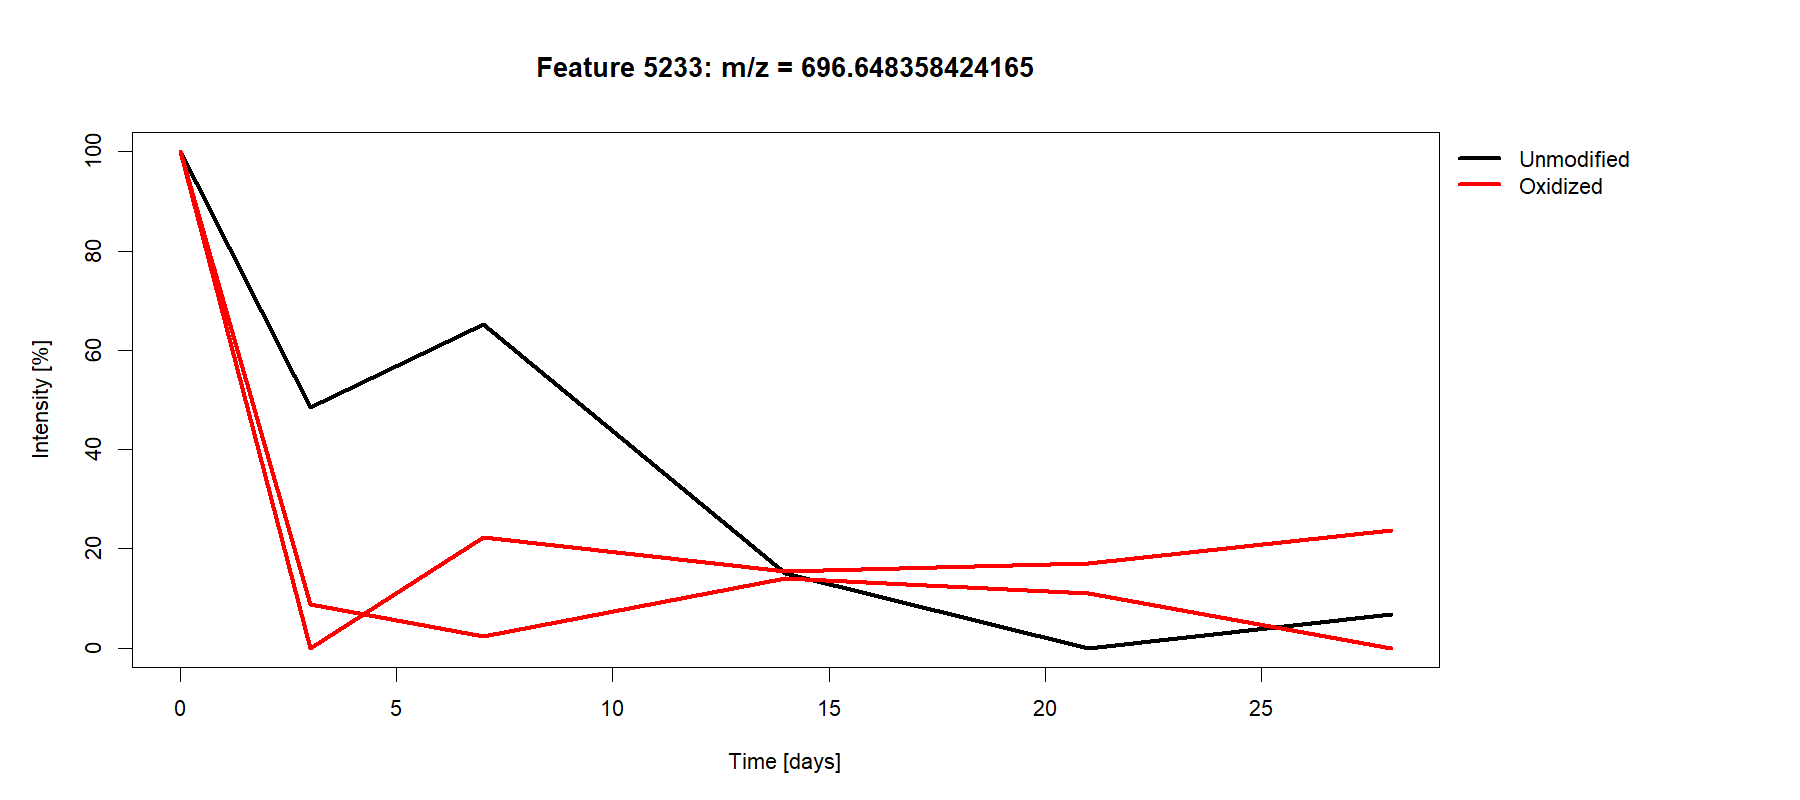 Feature 5233: m/z = 696.648358424165
Unmodified
Oxidized
Intensity [%]
100
80
60
40
20
0
0 5 10 15 20 25
Time [days]